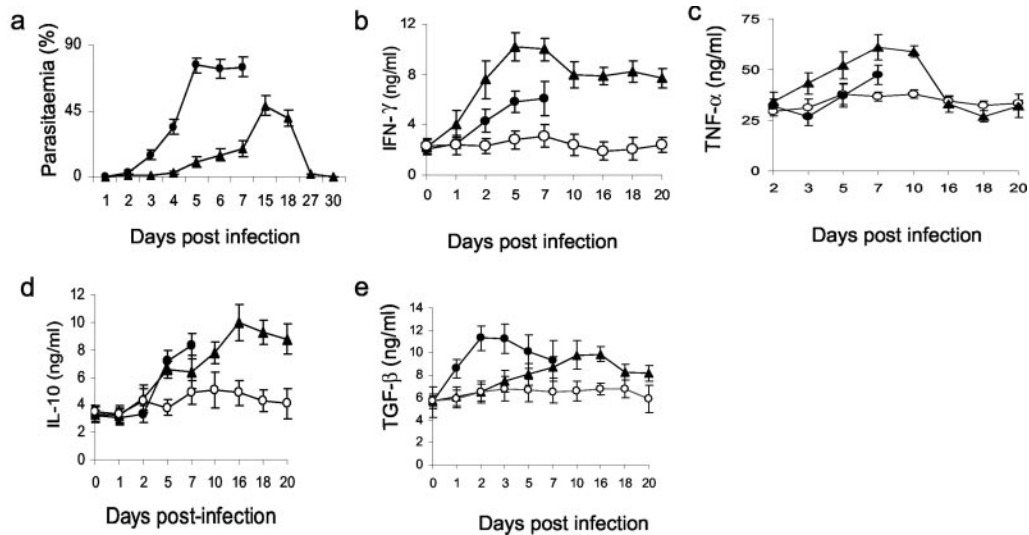 a
Parasitaemia (%)
90
45
0
1 2 3 4 5 6 7 15 18 27 30
Days post infection
b
IFN- γ (ng/ml)
12
8
4
0
0 1 2 5 7 10 16 18 20
Days post infection
c
TNF-α (ng/ml)
75
50
25
0
2 3 5 7 10 16 18 20
Days post infection
d
IL-10 (ng/ml)
12
10
8
6
4
2
0
0 1 2 5 7 10 16 18 20
Days post-infection
e
TGF-β (ng/ml)
14
12
10
8
6
4
2
0
0 1 2 3 5 7 10 16 18 20
Days post infection